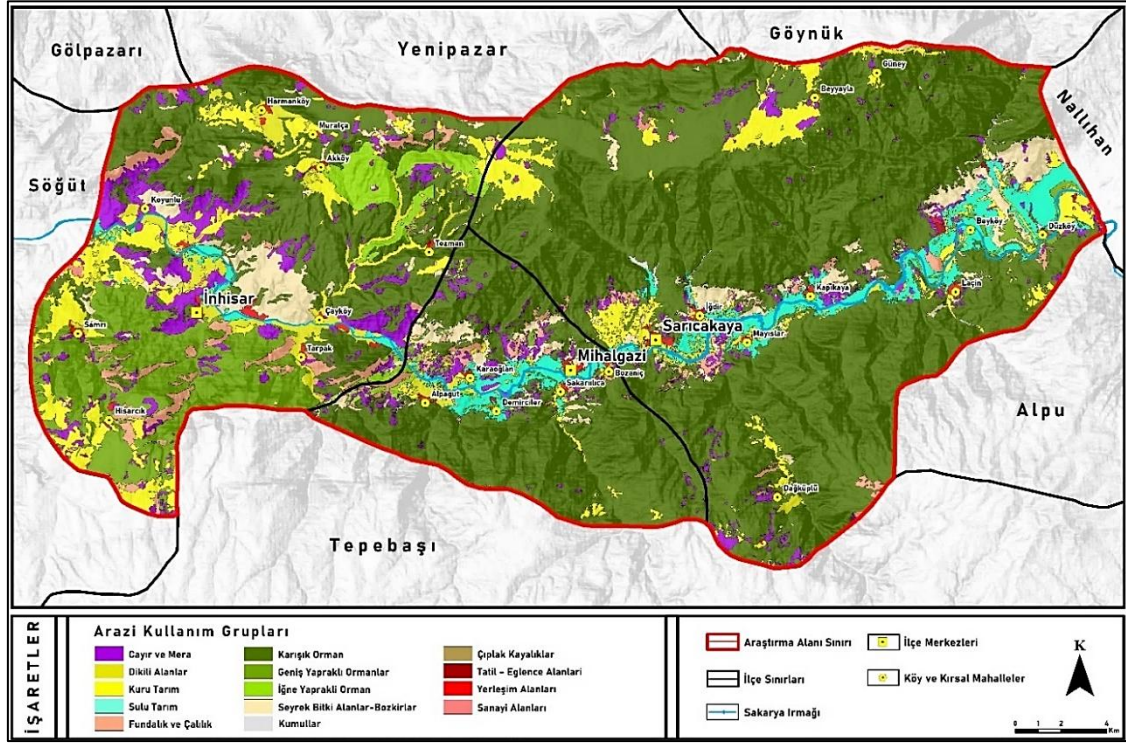 Gölpazarı
Yenipazar
Göynük
Nallıhan
Söğüt
Alpu
Tepebaşı
Güney
Beyyayla
Harmanköy
Muratça
Akköy
Koyunlu
Tozman
Beyköy
Düzköy
Laçin
Kapıkaya
İğdir
Sarıcakaya
Mayıslar
İnhisar
Çayköy
Samrı
Tarpak
Mihalgazi
Bozaniç
Karaoğlan
Sakarılıca
Alpagut
Demirciler
Hisarcık
Dağküplü
İŞARETLER
Arazi Kullanım Grupları
Çayır ve Mera
Dikili Alanlar
Kuru Tarım
Sulu Tarım
Fundalık ve Çalılık
Karışık Orman
Geniş Yapraklı Ormanlar
İğne Yapraklı Orman
Seyrek Bitki Alanlar-Bozkirlar
Kumullar
Çıplak Kayalıklar
Tatil - Eğlence Alanlari
Yerleşim Alanları
Sanayi Alanları
Araştırma Alanı Sınırı
İlçe Sınırları
Sakarya Irmağı
İlçe Merkezleri
Köy ve Kırsal Mahalleler
K
0 1 2 4
Km